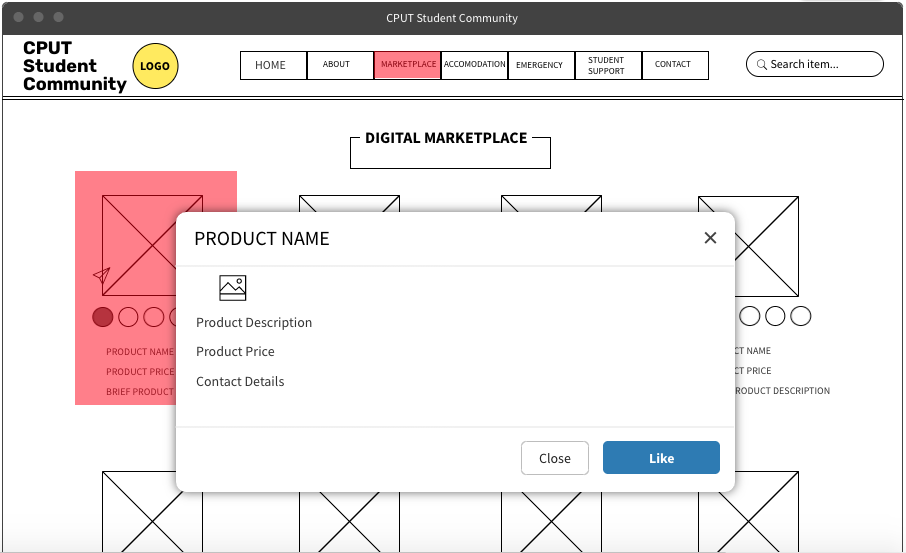 CPUT Student Community
CPUT
Student
Community
LOGO
HOME
ABOUT
MARKETPLACE
ACCOMODATION
EMERGENCY
STUDENT
SUPPORT
CONTACT
Search item...
DIGITAL MARKETPLACE
PRODUCT NAME
Product Description
Product Price
Contact Details
Close
Like
PRODUCT NAME
PRODUCT PRICE
BRIEF PRODUCT
CT NAME
CT PRICE
RODUCT DESCRIPTION